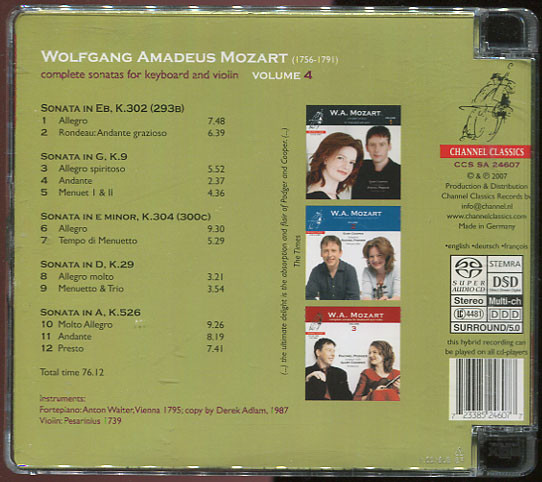 WOLFGANG AMADEUS MOZART (1756-1791)
complete sonatas for keyboard and violin VOLUME 4
SONATA IN Eb, K.302 (293B)
1 Allegro 7.48
2 Rondeau: Andante grazioso 6.39
SONATA IN G, K.9
3 Allegro spiritoso 5.52
4 Andante 2.37
5 Menuet I & II 4.36
SONATA IN E MINOR, K.304 (300C)
6 Allegro 9.30
7 Tempo di Menuetto 5.29
SONATA IN D, K.29
8 Allegro molto 3.21
9 Menuetto & Trio 3.54
SONATA IN A, K.526
10 Molto Allegro 9.26
11 Andante 8.19
12 Presto 7.41
Total time 76.12
Instruments:
Fortepiano: Anton Walter, Vienna 1795; copy by Derek Adlam, 1987
Violin: Pesarinius 1739
(...) the ultimate delight is the absorption and flair of Podger and Cooper. (...)
The Times
W.A. MOZART
W.A. MOZART
2
W.A. MOZART
3
CHANNEL CLASSICS
CCS SA 24607
© & ℗ 2007
Production & Distribution
Channel Classics Records bv
info@channel.nl
www.channelclassics.com
Made in Germany
•english •deutsch •français
SUPER AUDIO CD
STEMRA
DSD
Stereo Multi-ch
LC 4481 DDD
SURROUND/5.0
this hybrid recording can
be played on all cd-players
7 23385 24607 7